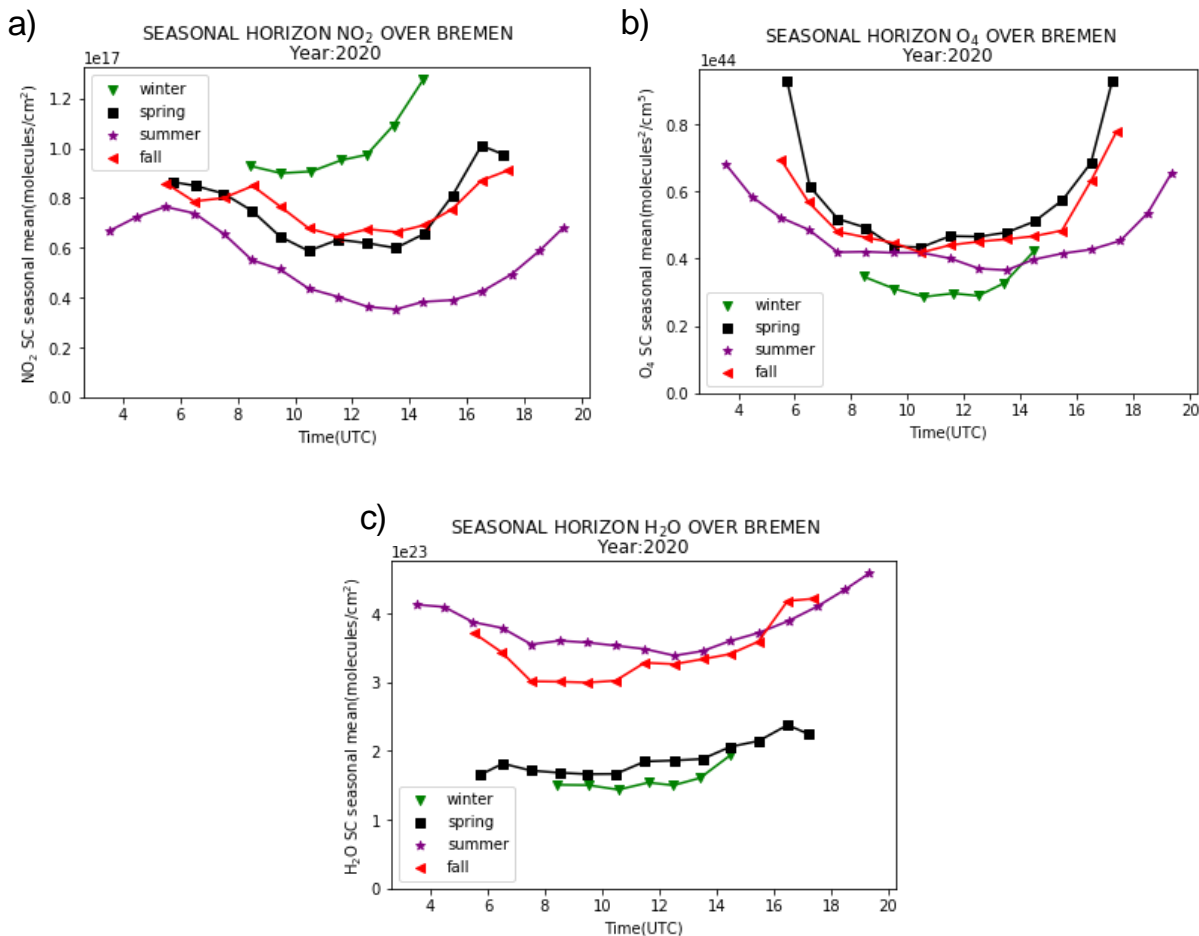 a)
SEASONAL HORIZON NO₂ OVER BREMEN
Year:2020
1e17
NO₂ SC seasonal mean(molecules/cm²)
1.2
1.0
0.8
0.6
0.4
0.2
0.0
winter
spring
summer
fall
4 6 8 10 12 14 16 18 20
Time(UTC)
b)
SEASONAL HORIZON O₄ OVER BREMEN
Year:2020
1e44
O₄ SC seasonal mean(molecules²/cm⁵)
0.8
0.6
0.4
0.2
0.0
winter
spring
summer
fall
4 6 8 10 12 14 16 18 20
Time(UTC)
c)
SEASONAL HORIZON H₂O OVER BREMEN
Year:2020
1e23
H₂O SC seasonal mean(molecules/cm²)
4
3
2
1
0
winter
spring
summer
fall
4 6 8 10 12 14 16 18 20
Time(UTC)